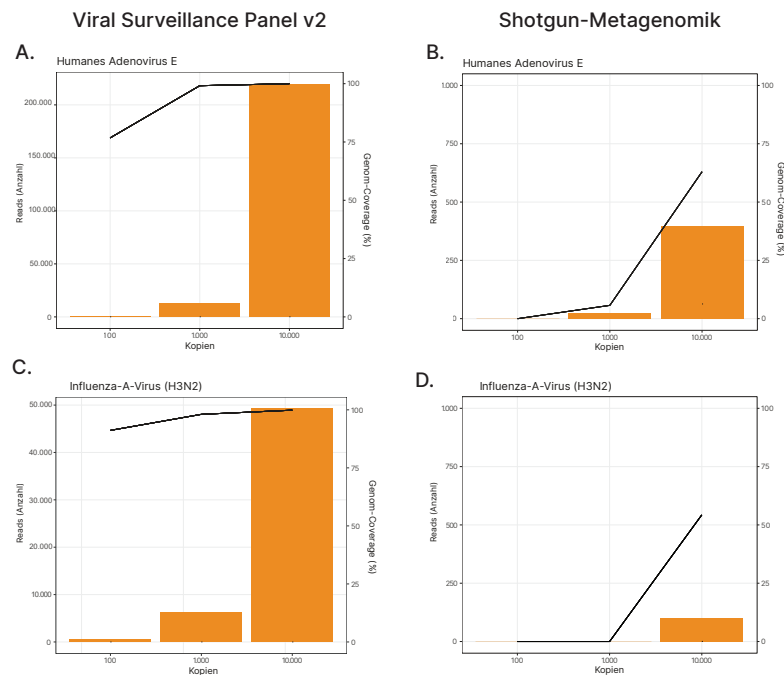 Viral Surveillance Panel v2
Shotgun-Metagenomik
A.
Humanes Adenovirus E
200.000
150.000
100.000
50.000
0
Reads (Anzahl)
100
75
50
25
0
Genom-Coverage (%)
100
1.000
10.000
Kopien
B.
Humanes Adenovirus E
1000
750
500
250
0
Reads (Anzahl)
100
75
50
25
0
Genom-Coverage (%)
100
1.000
10.000
Kopien
C.
Influenza-A-Virus (H3N2)
50.000
40.000
30.000
20.000
10.000
0
Reads (Anzahl)
100
75
50
25
0
Genom-Coverage (%)
100
1.000
10.000
Kopien
D.
Influenza-A-Virus (H3N2)
1000
750
500
250
0
Reads (Anzahl)
100
75
50
25
0
Genom-Coverage (%)
100
1.000
10.000
Kopien